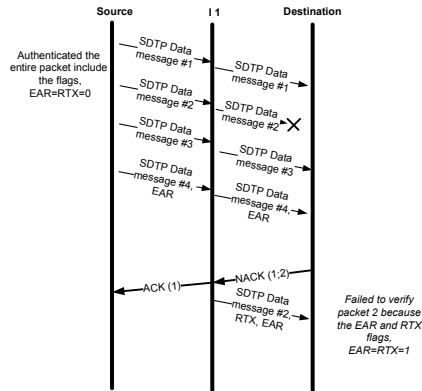 Source
I 1
Destination
Authenticated the
entire packet include
the flags,
EAR=RTX=0
SDTP Data
message #1
SDTP Data
message #1
SDTP Data
message #2
SDTP Data
message #2
SDTP Data
message #3
SDTP Data
message #3
SDTP Data
message #4,
EAR
SDTP Data
message #4,
EAR
NACK (1;2)
ACK (1)
SDTP Data
message #2,
RTX, EAR
Failed to verify
packet 2 because
the EAR and RTX
flags,
EAR=RTX=1